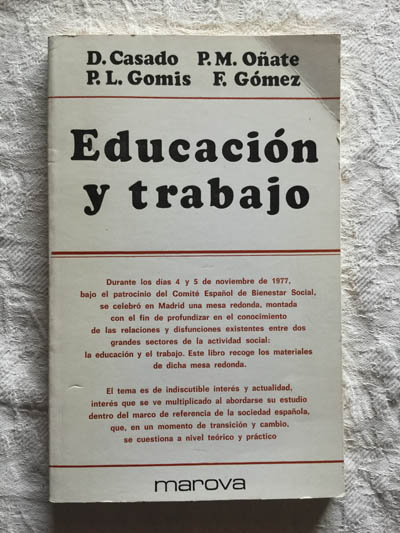 D. Casado P. M. Oñate
P. L. Gomis F. Gómez
Educación
y trabajo
Durante los días 4 y 5 de noviembre de 1977,
bajo el patrocinio del Comité Español de Bienestar Social,
se celebró en Madrid una mesa redonda, montada
con el fin de profundizar en el conocimiento
de las relaciones y disfunciones existentes entre dos
grandes sectores de la actividad social:
la educación y el trabajo. Este libro recoge los materiales
de dicha mesa redonda.
El tema es de indiscutible interés y actualidad,
interés que se ve multiplicado al abordarse su estudio
dentro del marco de referencia de la sociedad española,
que, en un momento de transición y cambio,
se cuestiona a nivel teórico y práctico
marova